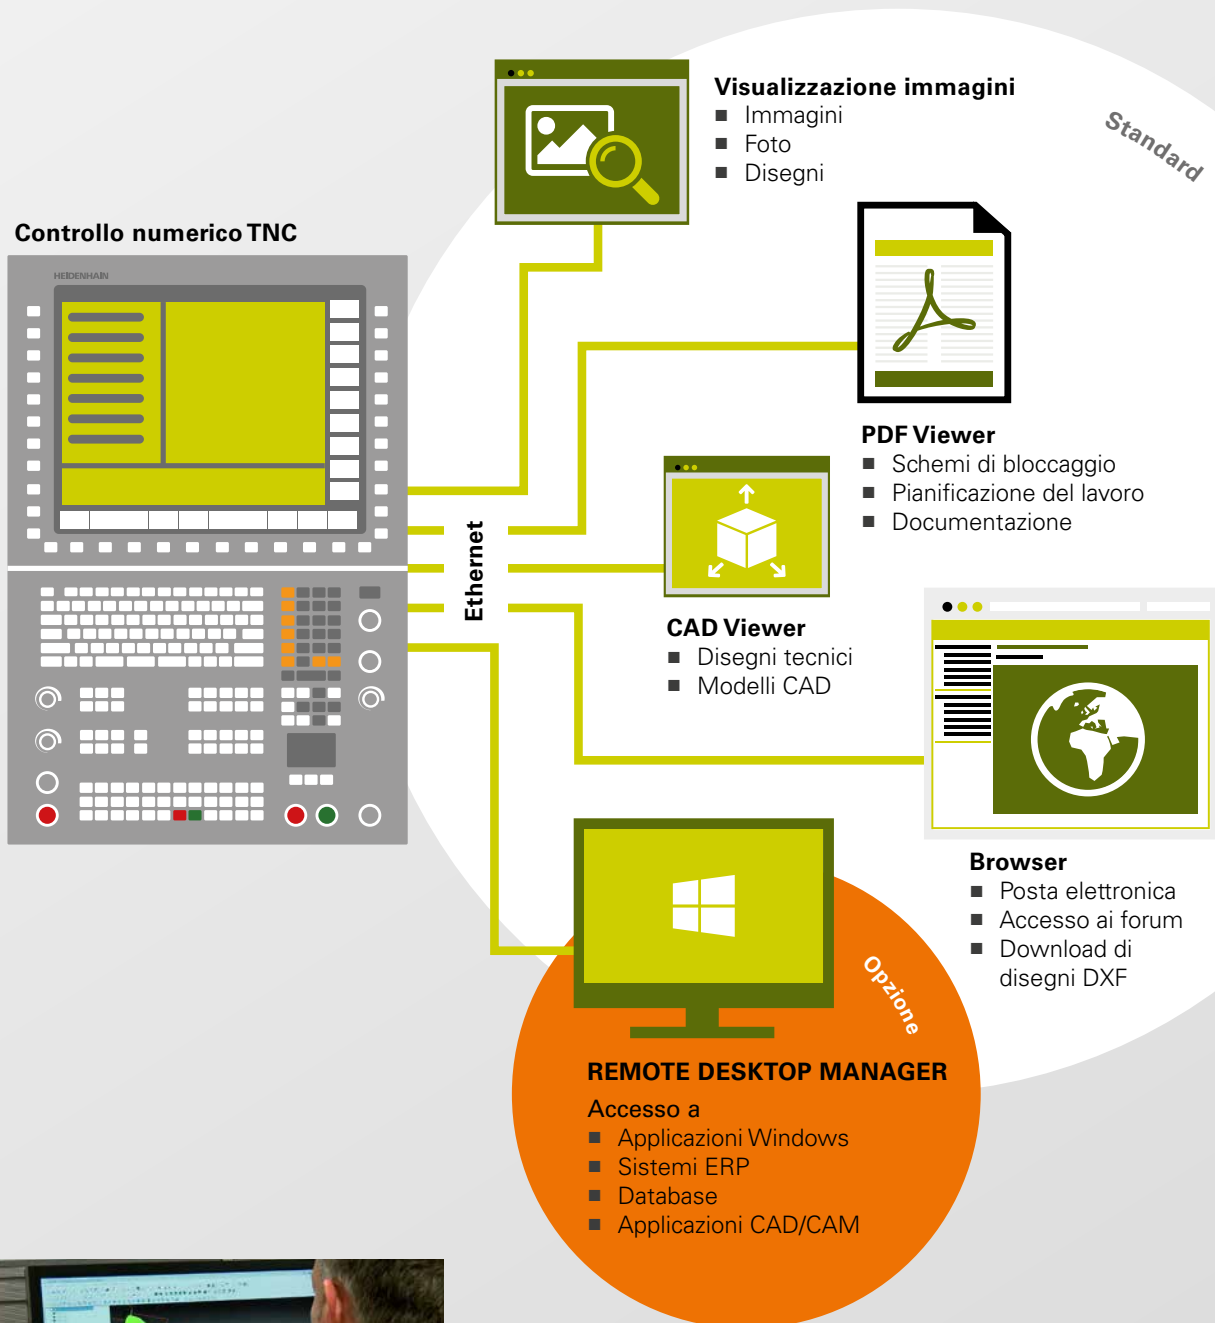 Visualizzazione immagini
■ Immagini
■ Foto
■ Disegni
Standard
Controllo numerico TNC
HEIDENHAIN
PDF Viewer
■ Schemi di bloccaggio
■ Pianificazione del lavoro
■ Documentazione
Ethernet
CAD Viewer
■ Disegni tecnici
■ Modelli CAD
Browser
■ Posta elettronica
■ Accesso ai forum
■ Download di
disegni DXF
Opzione
REMOTE DESKTOP MANAGER
Accesso a
■ Applicazioni Windows
■ Sistemi ERP
■ Database
■ Applicazioni CAD/CAM